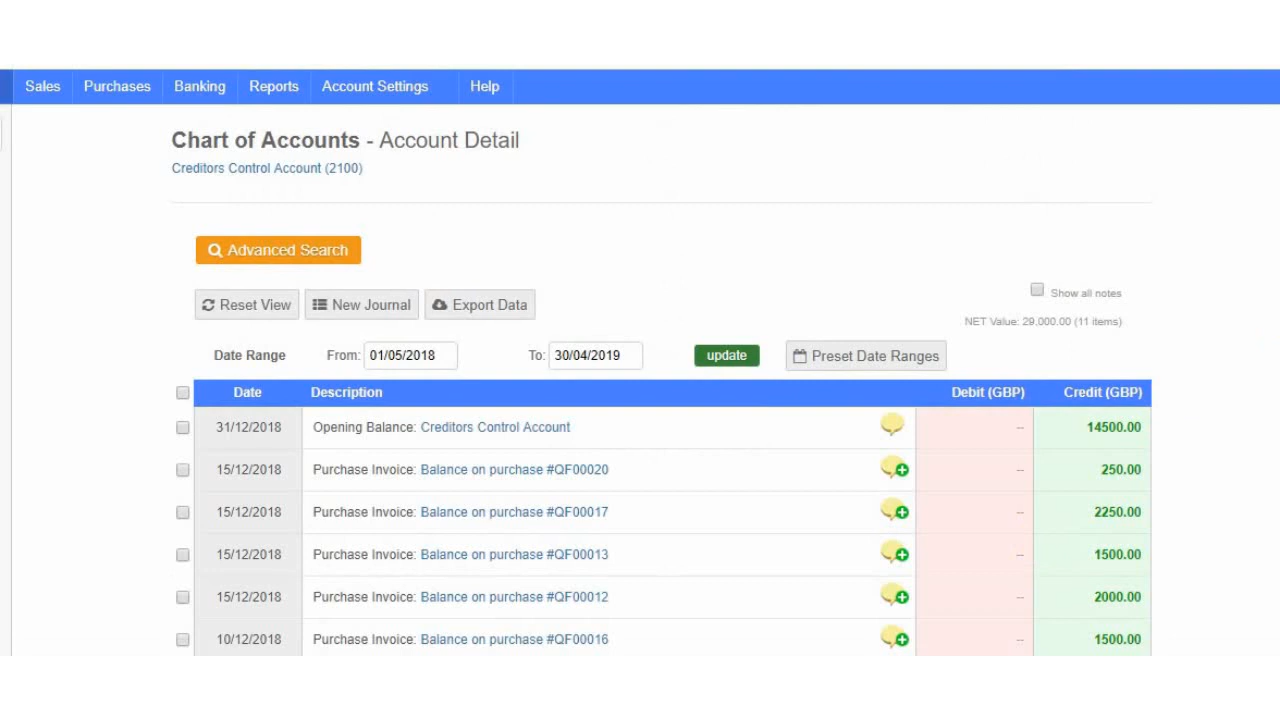 Sales Purchases Banking Reports Account Settings Help
Chart of Accounts - Account Detail
Creditors Control Account (2100)
Advanced Search
Show all notes
Reset View New Journal Export Data
NET Value: 29,000.00 (11 items)
Date Range From: 01/05/2018 To: 30/04/2019 update Preset Date Ranges
Date Description Debit (GBP) Credit (GBP)
31/12/2018 Opening Balance: Creditors Control Account -- 14500.00
15/12/2018 Purchase Invoice: Balance on purchase #QF00020 -- 250.00
15/12/2018 Purchase Invoice: Balance on purchase #QF00017 -- 2250.00
15/12/2018 Purchase Invoice: Balance on purchase #QF00013 -- 1500.00
15/12/2018 Purchase Invoice: Balance on purchase #QF00012 -- 2000.00
10/12/2018 Purchase Invoice: Balance on purchase #QF00016 -- 1500.00